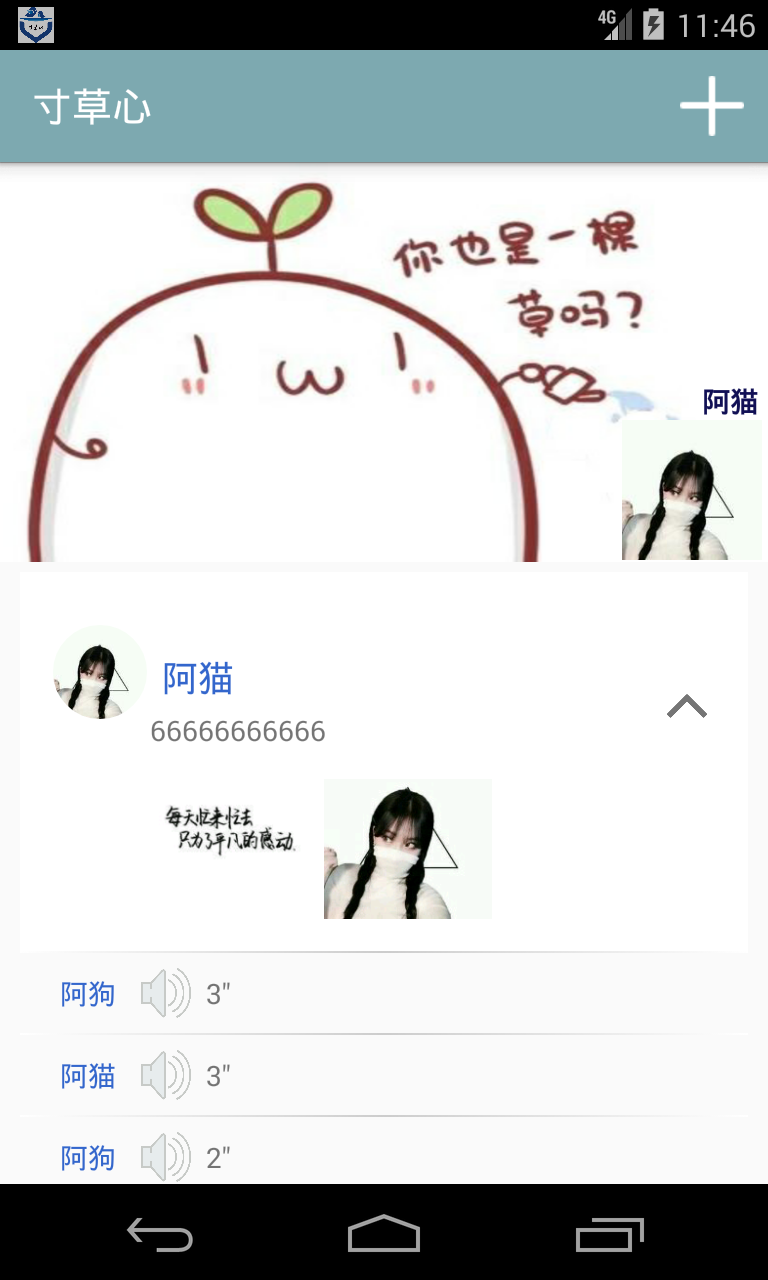 11:46
4G
寸草心
你也是一棵
草吗？
阿猫
阿猫
66666666666
每天忙来忙去
只为了平凡的感动.
阿狗 3"
阿猫 3"
阿狗 2"